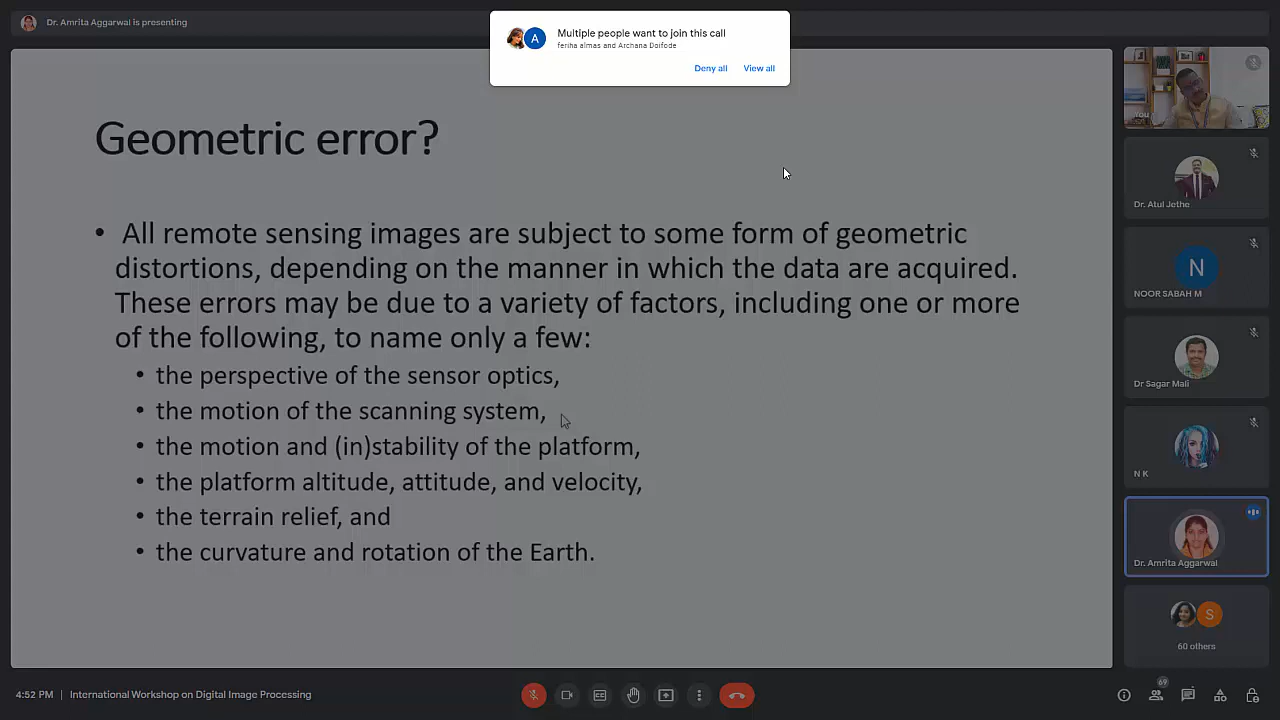 Dr. Amrita Aggarwal is presenting
Multiple people want to join this call
feriha almas and Archana Doifode
Deny all View all
A
Geometric error?
• All remote sensing images are subject to some form of geometric
distortions, depending on the manner in which the data are acquired.
These errors may be due to a variety of factors, including one or more
of the following, to name only a few:
• the perspective of the sensor optics,
• the motion of the scanning system,
• the motion and (in)stability of the platform,
• the platform altitude, attitude, and velocity,
• the terrain relief, and
• the curvature and rotation of the Earth.
You
Dr. Atul Jethe
N
NOOR SABAH M
Dr Sagar Mali
N K
Dr. Amrita Aggarwal
S
60 others
4:52 PM | International Workshop on Digital Image Processing
69